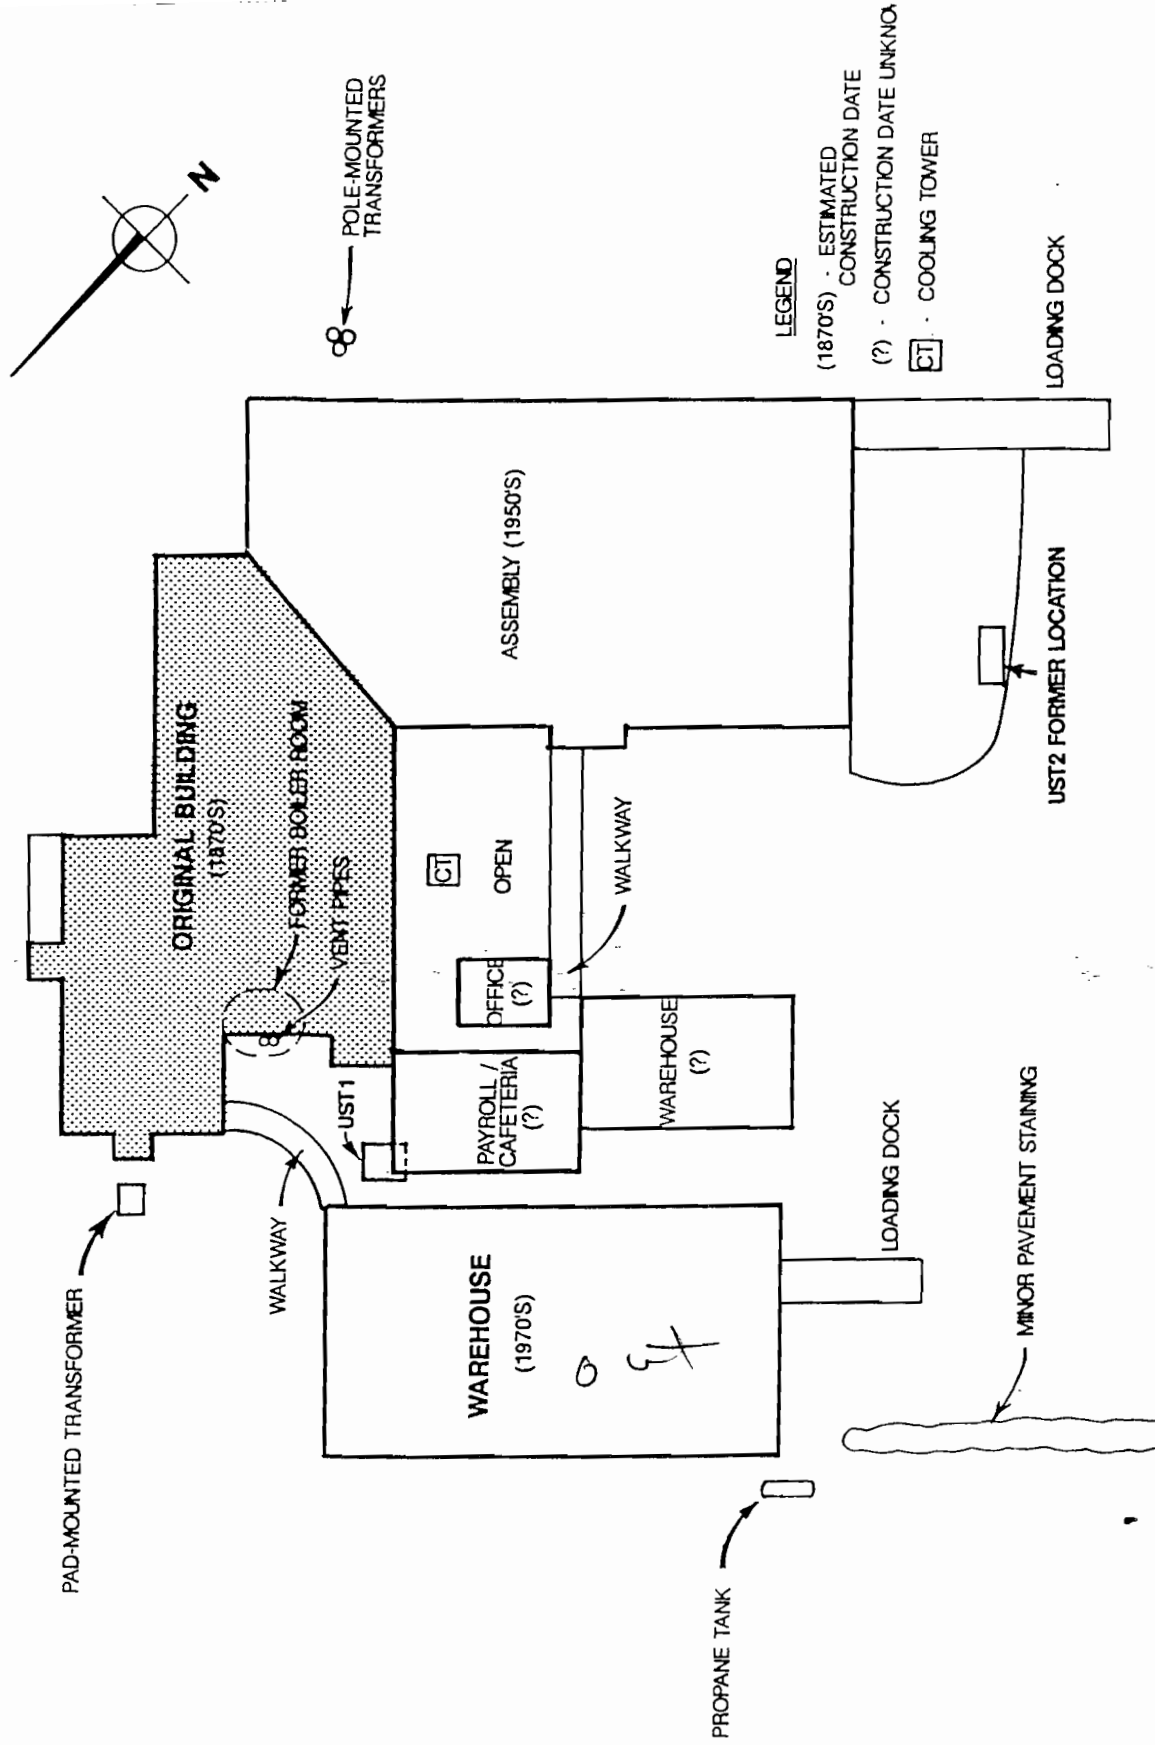 PAD-MOUNTED TRANSFORMER
N
POLE-MOUNTED
TRANSFORMERS
ORIGINAL BUILDING
(1870'S)
FORMER BOILER ROOM
VENT PIPES
WALKWAY
UST1
CT
OPEN
ASSEMBLY (1950'S)
OFFICE
(?)
PAYROLL /
CAFETERIA
(?)
WALKWAY
WAREHOUSE
(?)
WAREHOUSE
(1970'S)
LOADING DOCK
PROPANE TANK
MINOR PAVEMENT STAINING
UST2 FORMER LOCATION
LOADING DOCK
LEGEND
(1870'S) - ESTIMATED
CONSTRUCTION DATE
(?) - CONSTRUCTION DATE UNKNOW
CT - COOLING TOWER